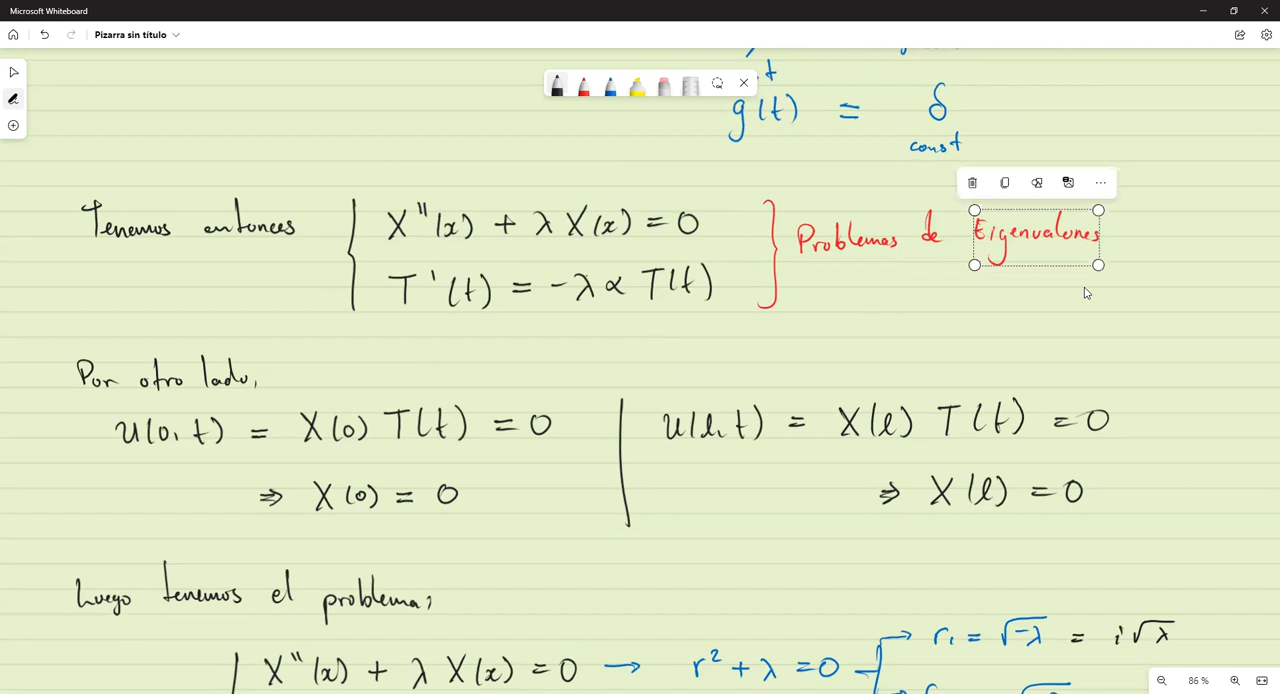 Microsoft Whiteboard
Pizarra sin título
t
g(t) = δ
const
Tenemos entonces
X''(x) + λ X(x) = 0
T'(t) = -λ α T(t)
Problemas de Eigenvalores
Por otro lado,
u(0, t) = X(0) T(t) = 0
⇒ X(0) = 0
u(l, t) = X(l) T(t) = 0
⇒ X(l) = 0
Luego tenemos el problema;
X''(x) + λ X(x) = 0 → r² + λ = 0
→ r₁ = √-λ = i√λ
86 %